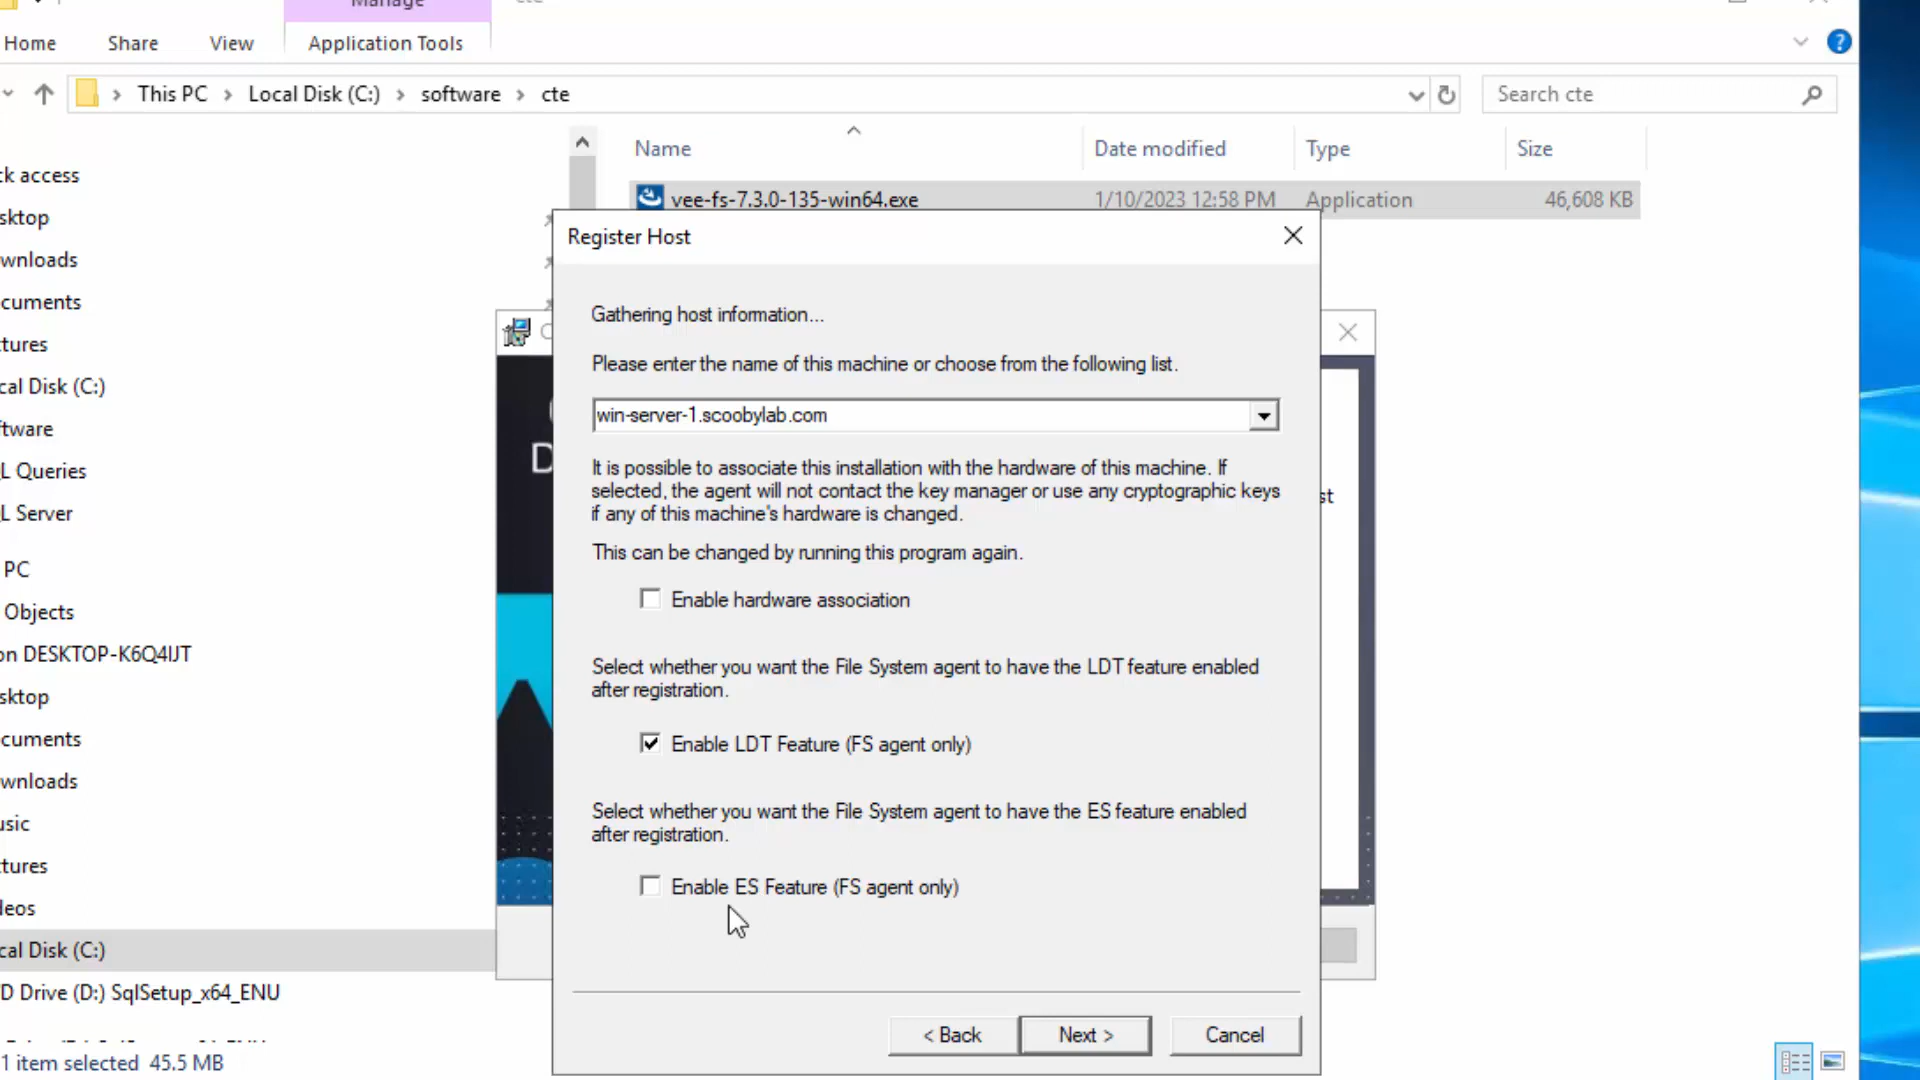 Manage
Home
Share
View
Application Tools
This PC
Local Disk (C:)
software
cte
Search cte
Name
Date modified
Type
Size
vee-fs-7.3.0-135-win64.exe
1/10/2023 12:58 PM
Application
46,608 KB
ck access
sktop
wnloads
cuments
tures
cal Disk (C:)
ftware
L Queries
L Server
PC
Objects
on DESKTOP-K6Q4IJT
sktop
cuments
wnloads
usic
tures
deos
cal Disk (C:)
D Drive (D:) SqlSetup_x64_ENU
1 item selected 45.5 MB
Register Host
Gathering host information...
Please enter the name of this machine or choose from the following list.
win-server-1.scoobylab.com
It is possible to associate this installation with the hardware of this machine. If
selected, the agent will not contact the key manager or use any cryptographic keys
if any of this machine's hardware is changed.
This can be changed by running this program again.
Enable hardware association
Select whether you want the File System agent to have the LDT feature enabled
after registration.
Enable LDT Feature (FS agent only)
Select whether you want the File System agent to have the ES feature enabled
after registration.
Enable ES Feature (FS agent only)
< Back
Next >
Cancel
st
D